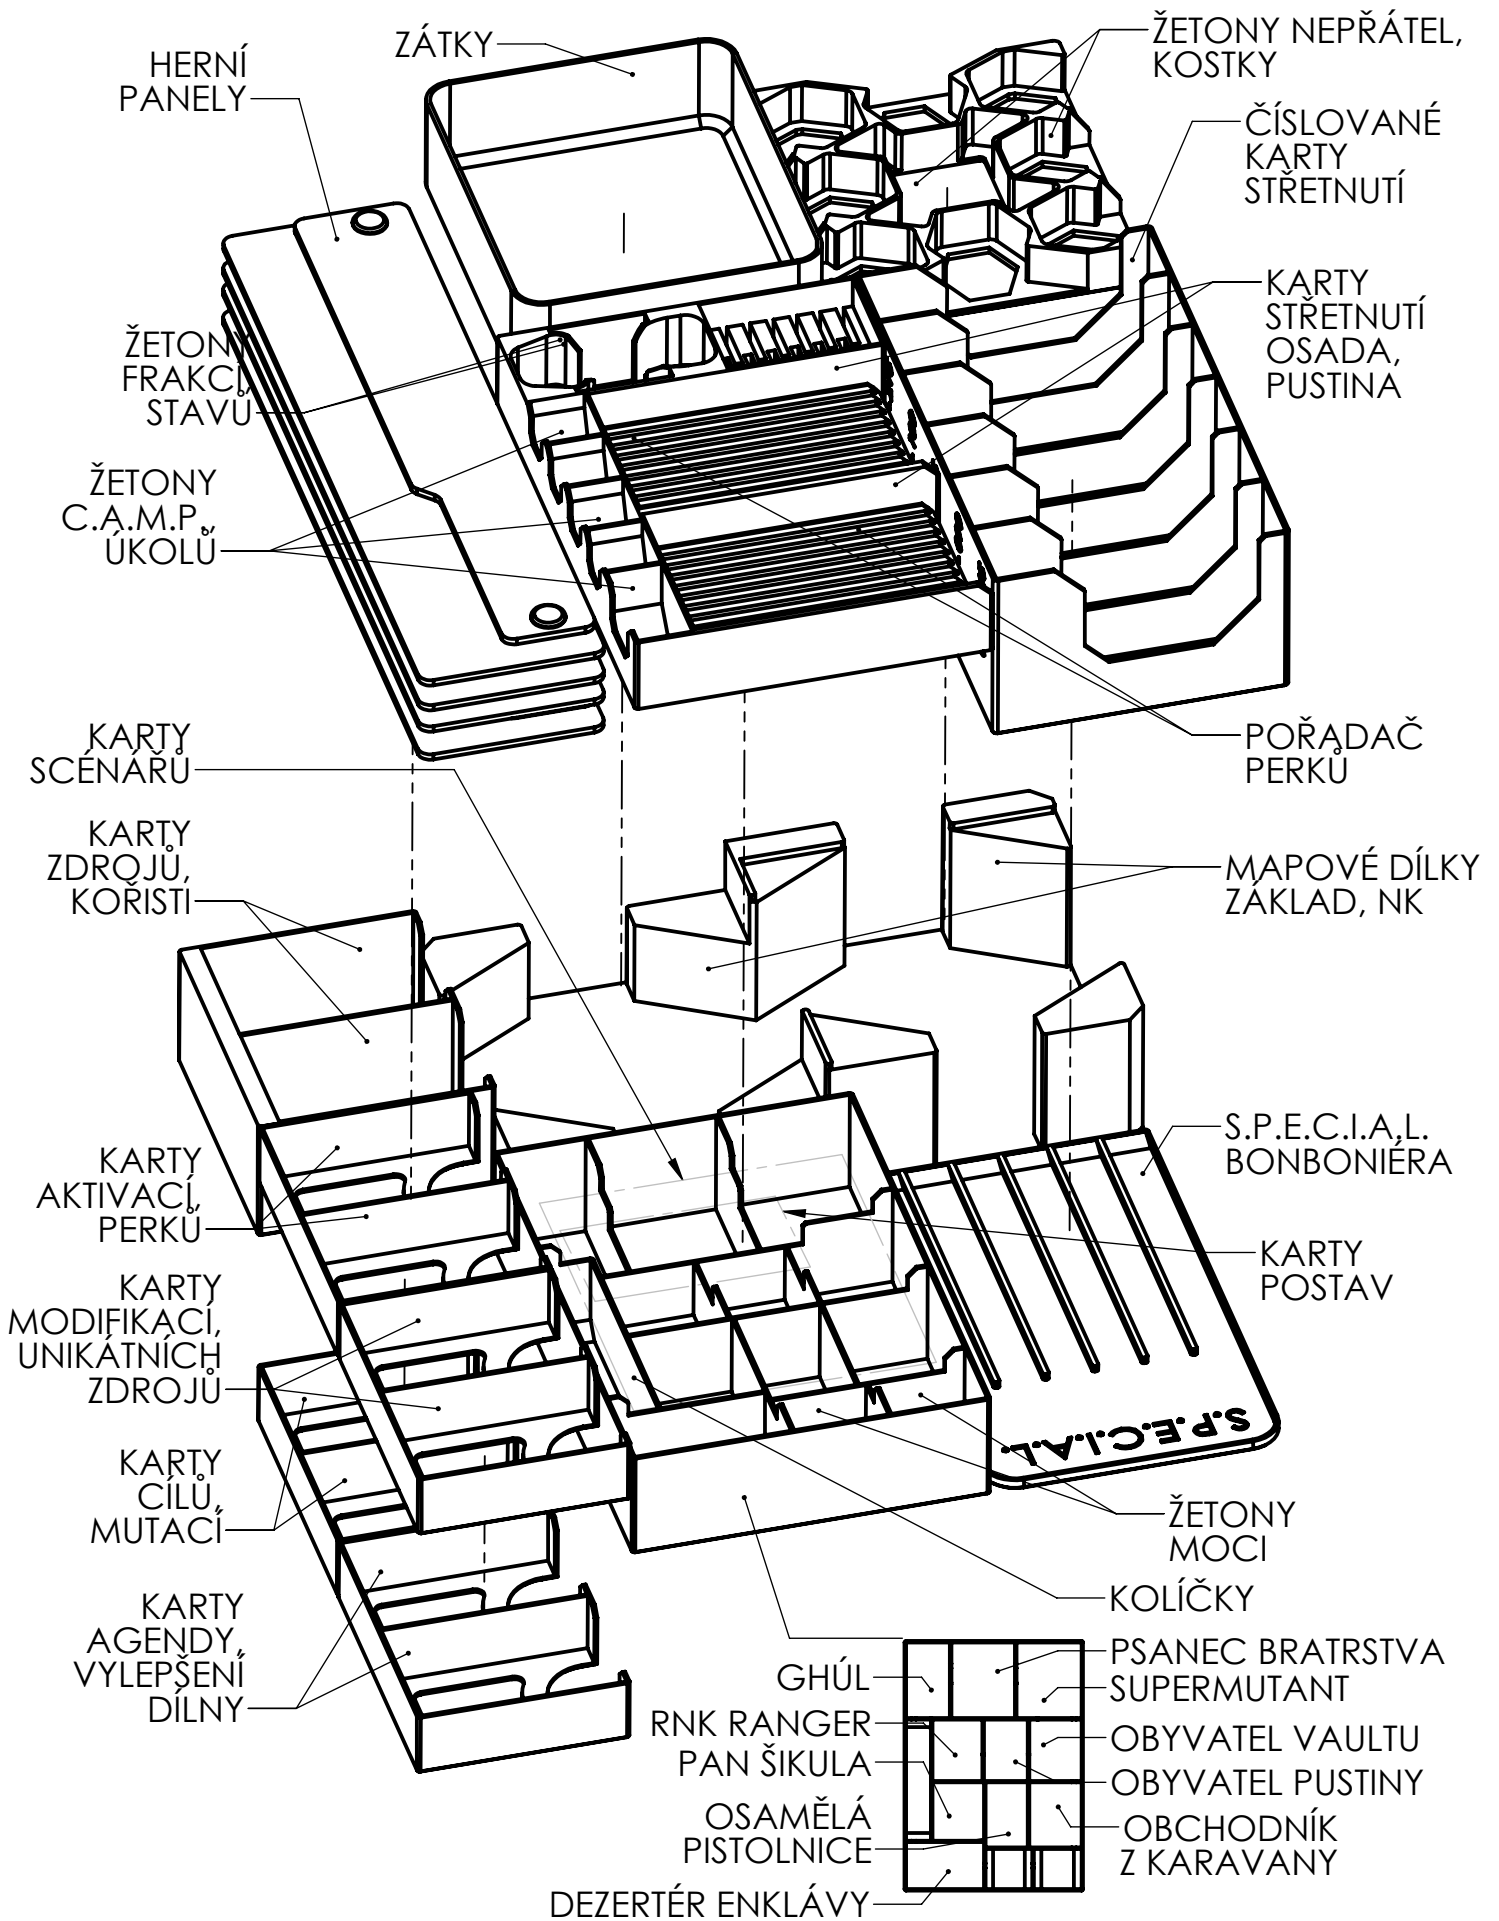 ZÁTKY
ŽETONY NEPŘÁTEL,
KOSTKY
HERNÍ
PANELY
ČÍSLOVANÉ
KARTY
STŘETNUTÍ
KARTY
STŘETNUTÍ
OSADA,
PUSTINA
ŽETONY
FRAKCÍ,
STAVŮ
ŽETONY
C.A.M.P.,
ÚKOLŮ
KARTY
SCÉNÁŘŮ
POŘADAČ
PERKŮ
KARTY
ZDROJŮ,
KOŘISTI
MAPOVÉ DÍLKY
ZÁKLAD, NK
S.P.E.C.I.A.L.
BONBONIÉRA
KARTY
AKTIVACÍ,
PERKŮ
KARTY
POSTAV
KARTY
MODIFIKACÍ,
UNIKÁTNÍCH
ZDROJŮ
S.P.E.C.I.A.L.
KARTY
CÍLŮ,
MUTACÍ
ŽETONY
MOCI
KOLÍČKY
KARTY
AGENDY,
VYLEPŠENÍ
DÍLNY
PSANEC BRATRSTVA
GHÚL
SUPERMUTANT
RNK RANGER
OBYVATEL VAULTU
PAN ŠIKULA
OBYVATEL PUSTINY
OSAMĚLÁ
PISTOLNICE
OBCHODNÍK
Z KARAVANY
DEZERTÉR ENKLÁVY